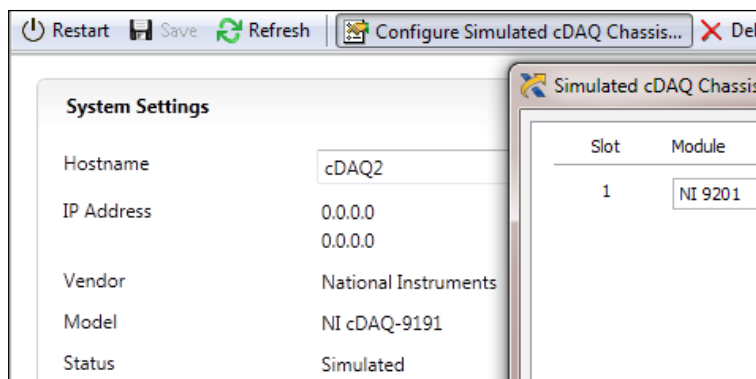 Restart Save Refresh Configure Simulated cDAQ Chassis... Del
System Settings
Simulated cDAQ Chassis
Hostname cDAQ2
Slot Module
1 NI 9201
IP Address 0.0.0.0
0.0.0.0
Vendor National Instruments
Model NI cDAQ-9191
Status Simulated